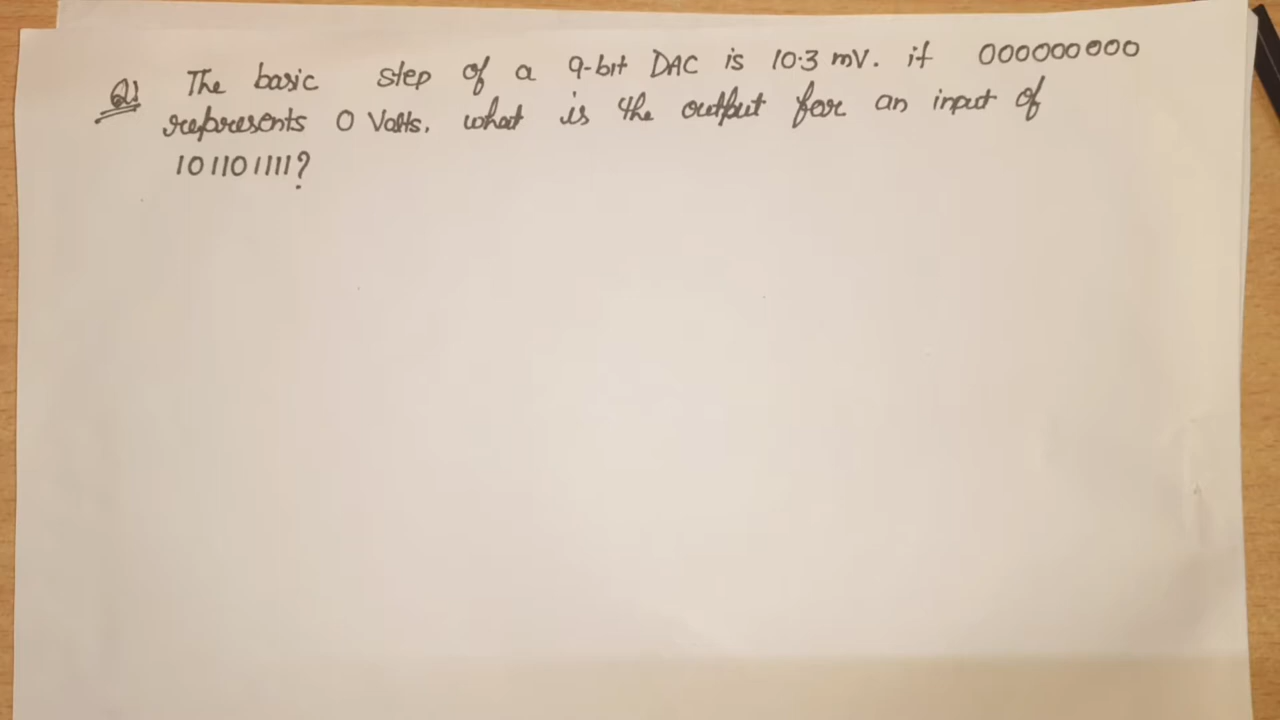 Q1 The basic step of a 9-bit DAC is 10.3 mV. if 000000000
represents 0 Volts, what is the output for an input of
101101111?